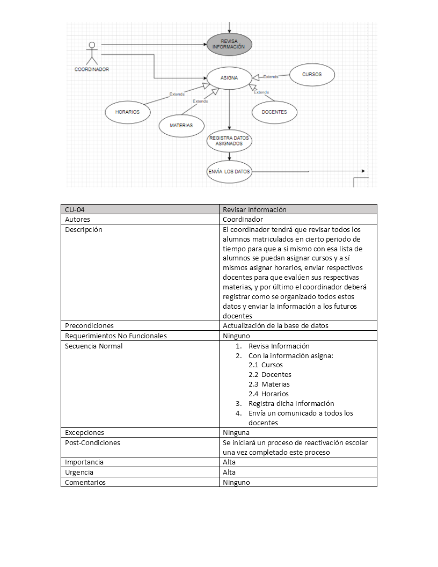 REVISA
INFORMACIÓN
COORDINADOR
ASIGNA
CURSOS
Extends
Extends
Extends
Extends
HORARIOS
MATERIAS
DOCENTES
REGISTRA DATOS
ASIGNADOS
ENVÍA LOS DATOS
CU-04 Revisar Información
Autores Coordinador
Descripción El coordinador tendrá que revisar todos los
alumnos matriculados en cierto periodo de
tiempo para que a sí mismo con esa lista de
alumnos se puedan asignar cursos y a sí
mismos asignar horarios, enviar respectivos
docentes para que evalúen sus respectivas
materias, y por último el coordinador deberá
registrar como se organizado todos estos
datos y enviar la información a los futuros
docentes
Precondiciones Actualización de la base de datos
Requerimientos No Funcionales Ninguno
Secuencia Normal 1. Revisa Información
2. Con la información asigna:
2.1 Cursos
2.2 Docentes
2.3 Materias
2.4 Horarios
3. Registra dicha información
4. Envía un comunicado a todos los
docentes
Excepciones Ninguna
Post-Condiciones Se iniciará un proceso de reactivación escolar
una vez completado este proceso
Importancia Alta
Urgencia Alta
Comentarios Ninguno